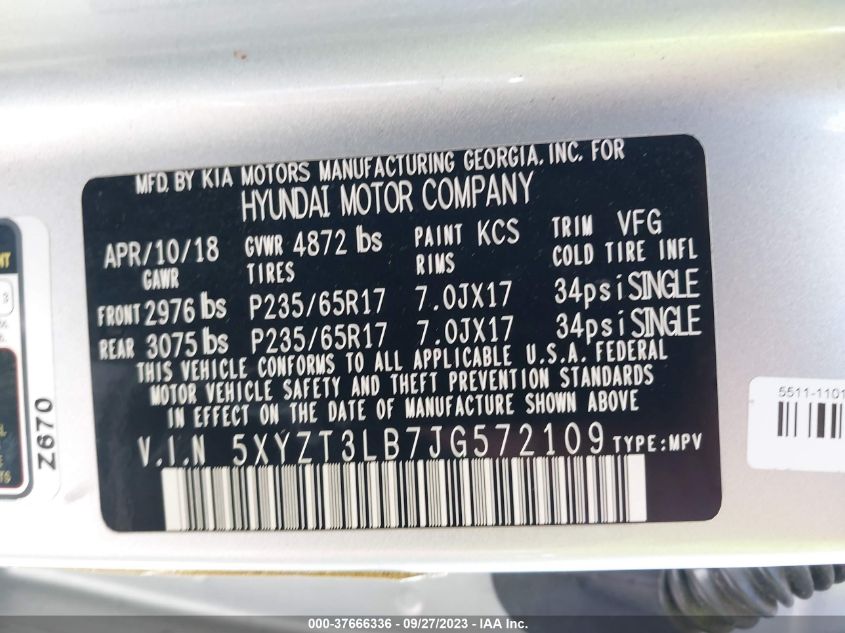 MFD. BY KIA MOTORS MANUFACTURING GEORGIA, INC. FOR
HYUNDAI MOTOR COMPANY
APR/10/18 GVWR 4872 lbs PAINT KCS TRIM VFG
GAWR TIRES RIMS COLD TIRE INFL
FRONT 2976 lbs P235/65R17 7.0JX17 34psi SINGLE
REAR 3075 lbs P235/65R17 7.0JX17 34psi SINGLE
THIS VEHICLE CONFORMS TO ALL APPLICABLE U.S.A. FEDERAL
MOTOR VEHICLE SAFETY AND THEFT PREVENTION STANDARDS
IN EFFECT ON THE DATE OF MANUFACTURE SHOWN ABOVE
V.I.N 5XYZT3LB7JG572109 TYPE:MPV
Z670
5511-1101
000-37666336 - 09/27/2023 - IAA Inc.